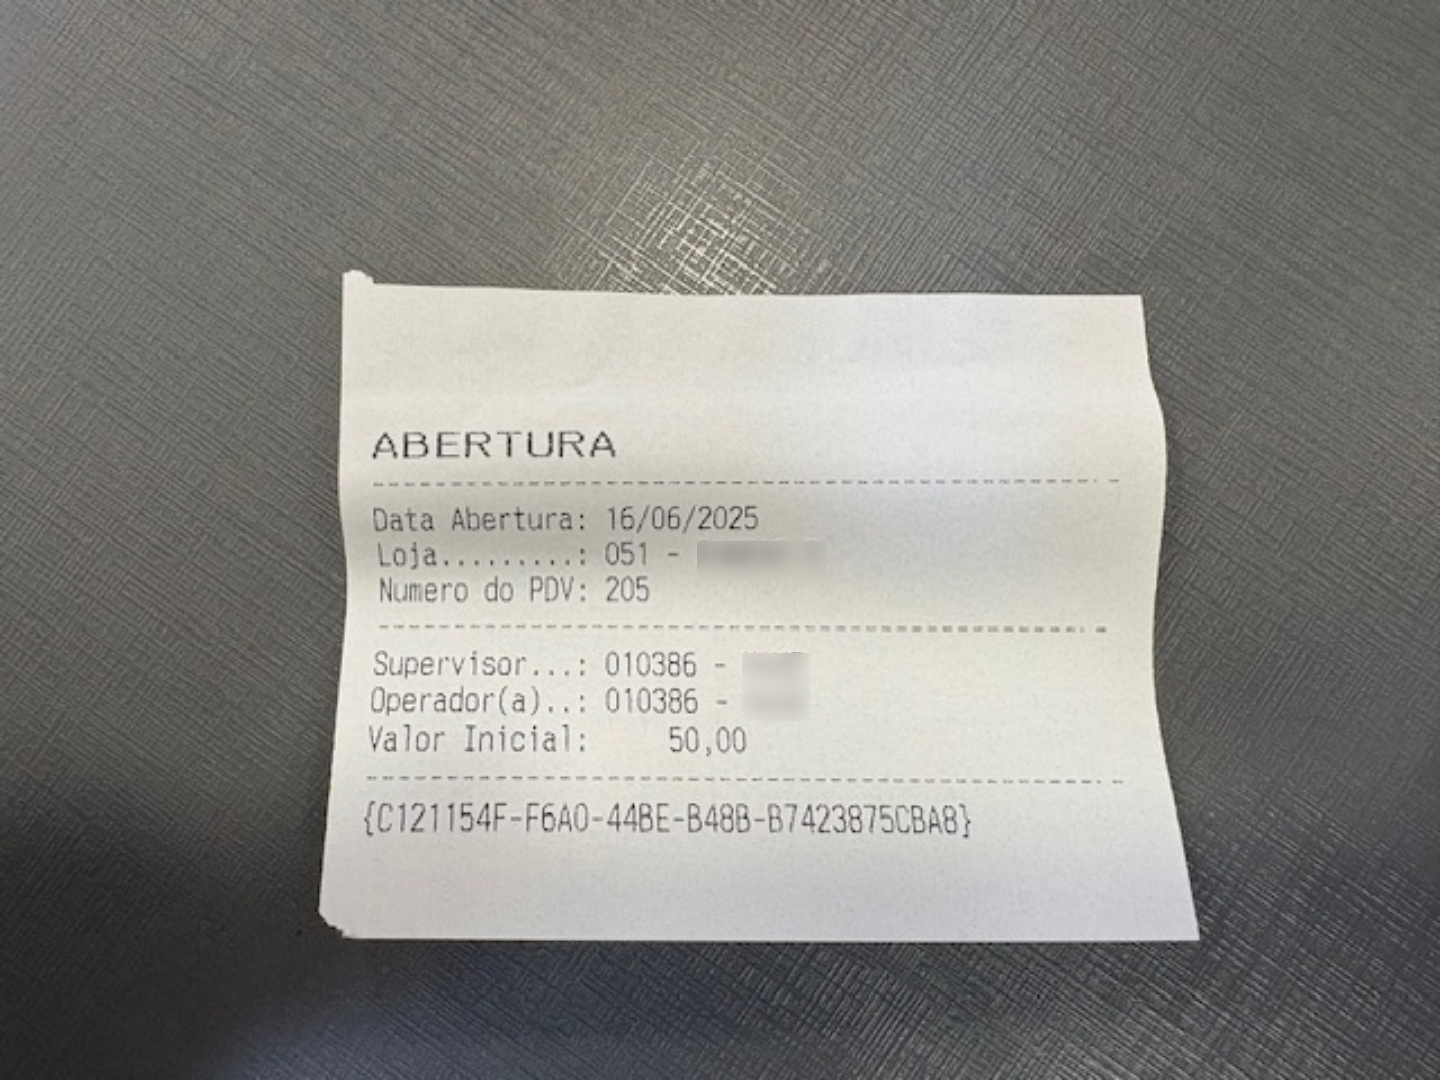 ABERTURA
Data Abertura: 16/06/2025
Loja.........: 051 -
Numero do PDV: 205
Supervisor...: 010386 -
Operador(a)..: 010386 -
Valor Inicial: 50,00
{C121154F-F6A0-44BE-B48B-B7423875CBA8}